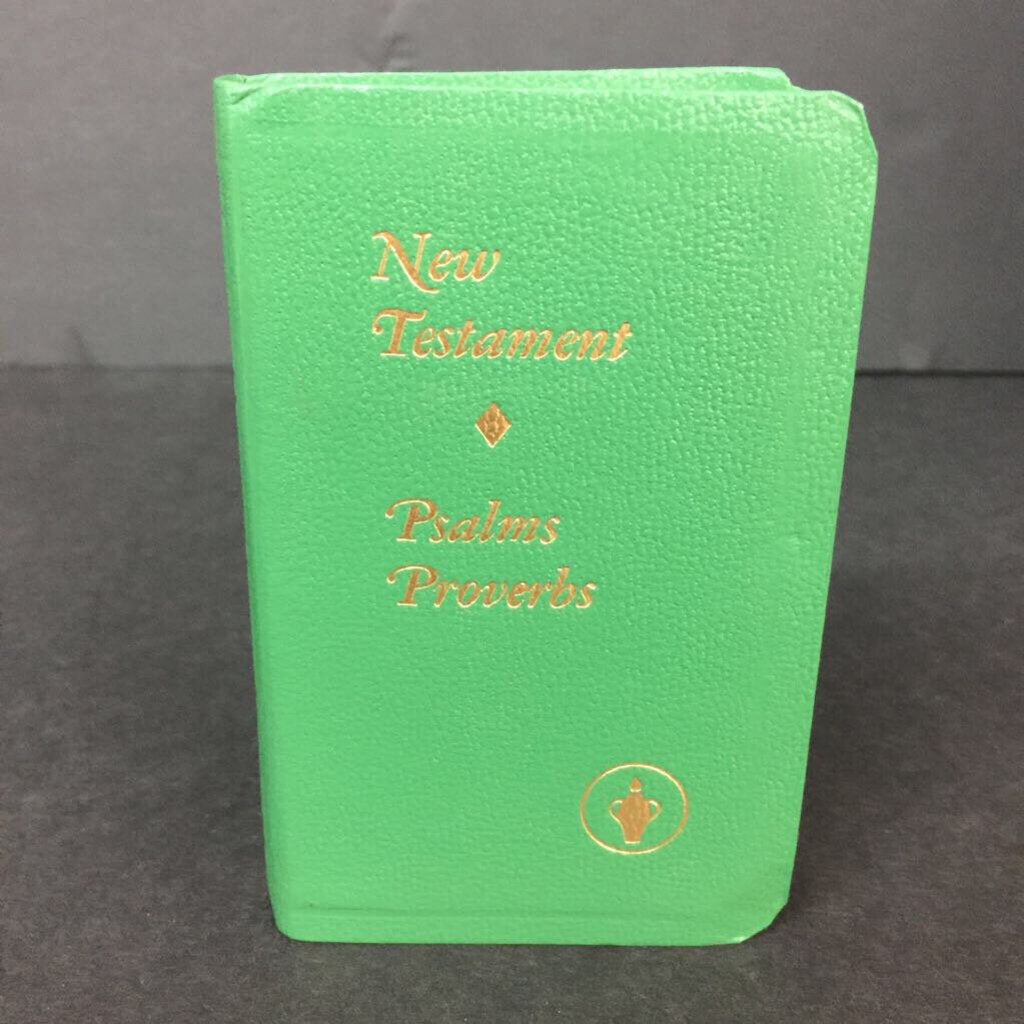 New
Testament
Psalms
Proverbs